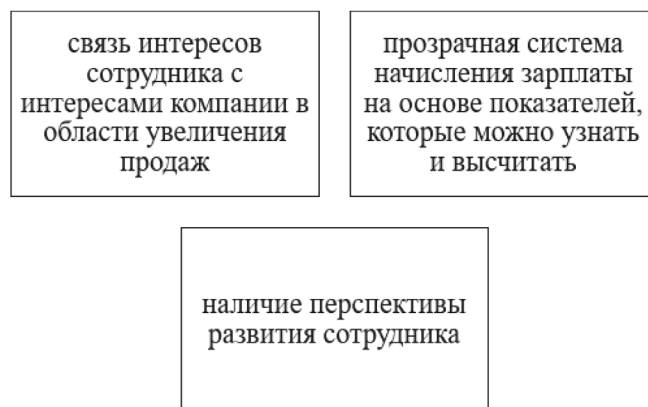 связь интересов
сотрудника с
интересами компании в
области увеличения
продаж
прозрачная система
начисления зарплаты
на основе показателей,
которые можно узнать
и высчитать
наличие перспективы
развития сотрудника